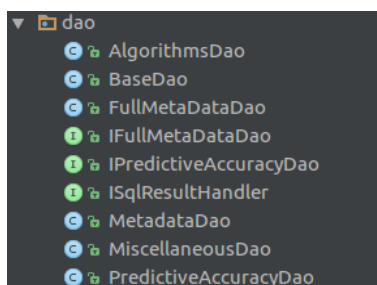 dao
C AlgorithmsDao
C BaseDao
C FullMetaDataDao
I IFullMetaDataDao
I IPredictiveAccuracyDao
I ISqlResultHandler
C MetadataDao
C MiscellaneousDao
C PredictiveAccuracyDao